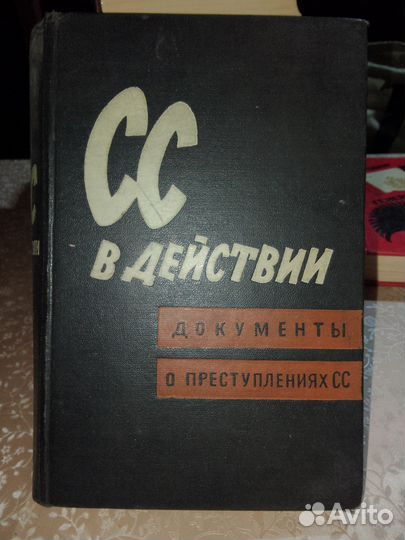 СС
В ДЕЙСТВИИ
ДОКУМЕНТЫ
О ПРЕСТУПЛЕНИЯХ СС
Avito